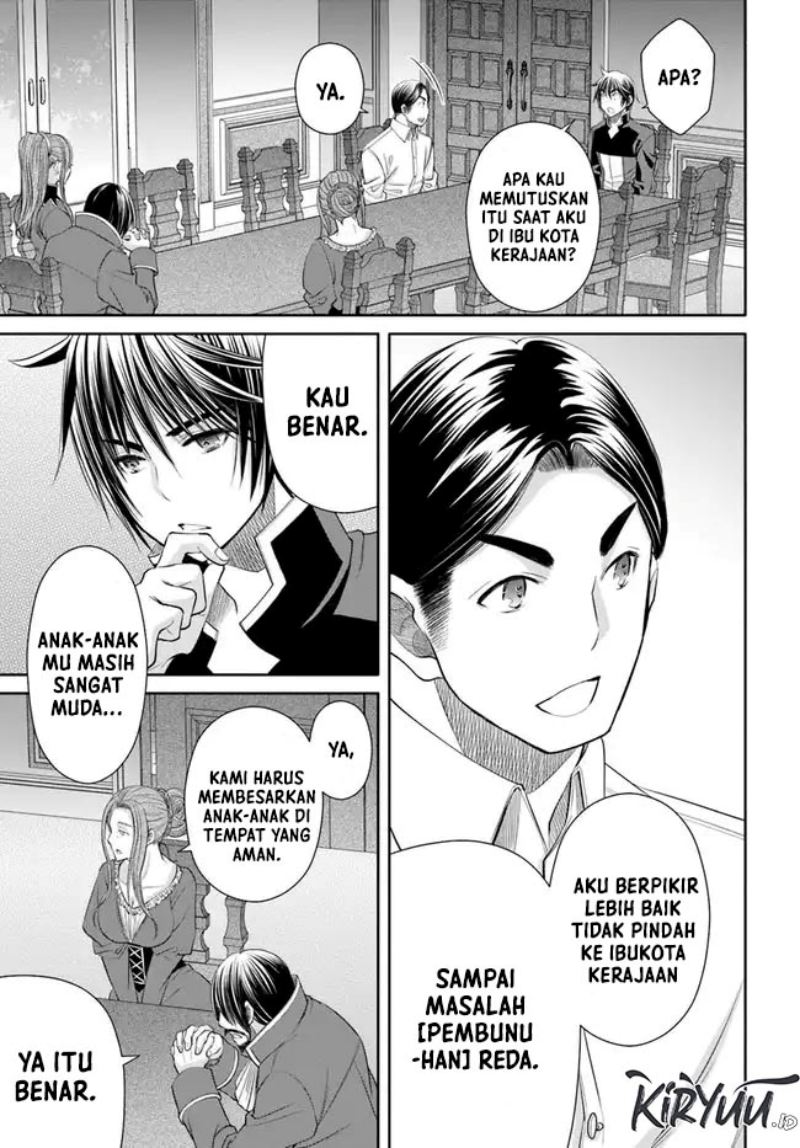 APA?
APA KAU
MEMUTUSKAN
ITU SAAT AKU
DI IBU KOTA
KERAJAAN?
YA.
AKU BERPIKIR
LEBIH BAIK
TIDAK PINDAH
KE IBUKOTA
KERAJAAN
SAMPAI
MASALAH
[PEMBUNU
-HAN] REDA.
KAU
BENAR.
ANAK-ANAK
MU MASIH
SANGAT
MUDA...
YA,
KAMI HARUS
MEMBESARKAN
ANAK-ANAK DI
TEMPAT YANG
AMAN.
YA ITU
BENAR.
KIRYUU.ID